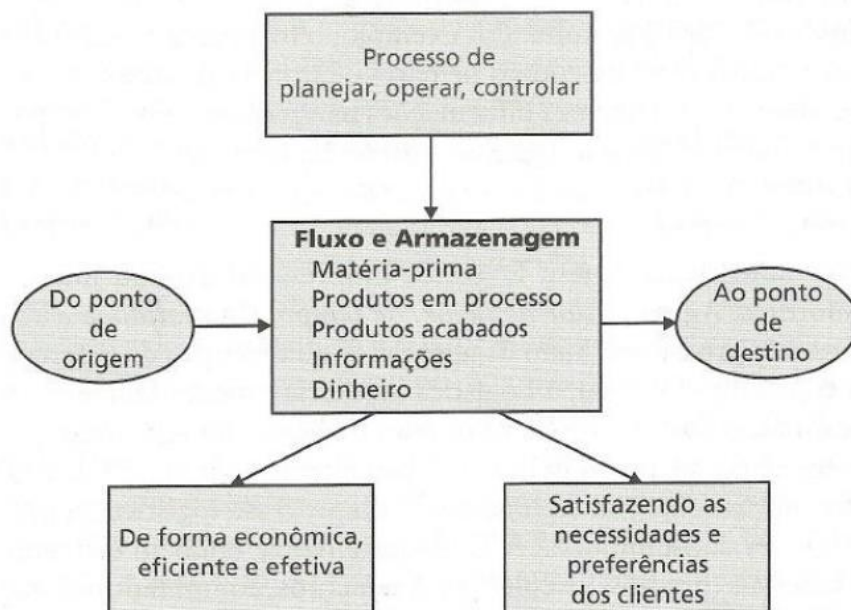 Processo de
planejar, operar, controlar
Fluxo e Armazenagem
Matéria-prima
Produtos em processo
Produtos acabados
Informações
Dinheiro
Do ponto
de
origem
Ao ponto
de
destino
De forma econômica,
eficiente e efetiva
Satisfazendo as
necessidades e
preferências
dos clientes